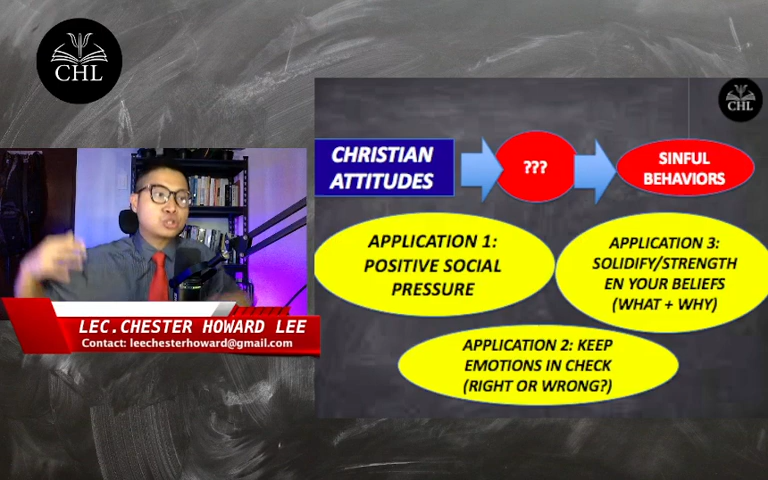 CHL
CHL
CHRISTIAN
ATTITUDES
???
SINFUL
BEHAVIORS
APPLICATION 1:
POSITIVE SOCIAL
PRESSURE
APPLICATION 3:
SOLIDIFY/STRENGTH
EN YOUR BELIEFS
(WHAT + WHY)
APPLICATION 2: KEEP
EMOTIONS IN CHECK
(RIGHT OR WRONG?)
LEC.CHESTER HOWARD LEE
Contact: leechesterhoward@gmail.com